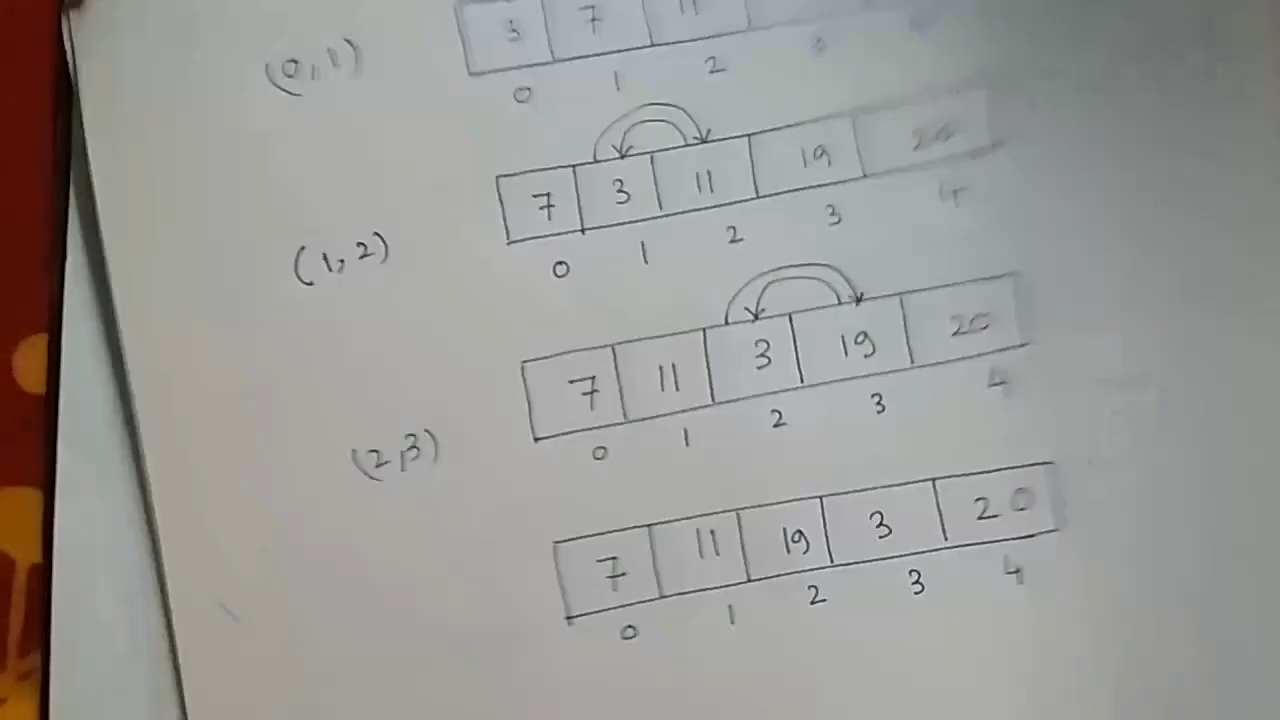 3 7 11
(0,1)
0 1 2
7 3 11 19 20
(1,2)
0 1 2 3 4
7 11 3 19 20
(2,3)
0 1 2 3 4
7 11 19 3 20
0 1 2 3 4